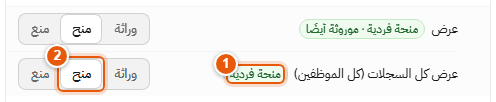 عرض منحة فردية · موروثة أيضًا وراثة منح منع
عرض كل السجلات (كل الموظفين) منحة فردية 1 وراثة منح 2 منع